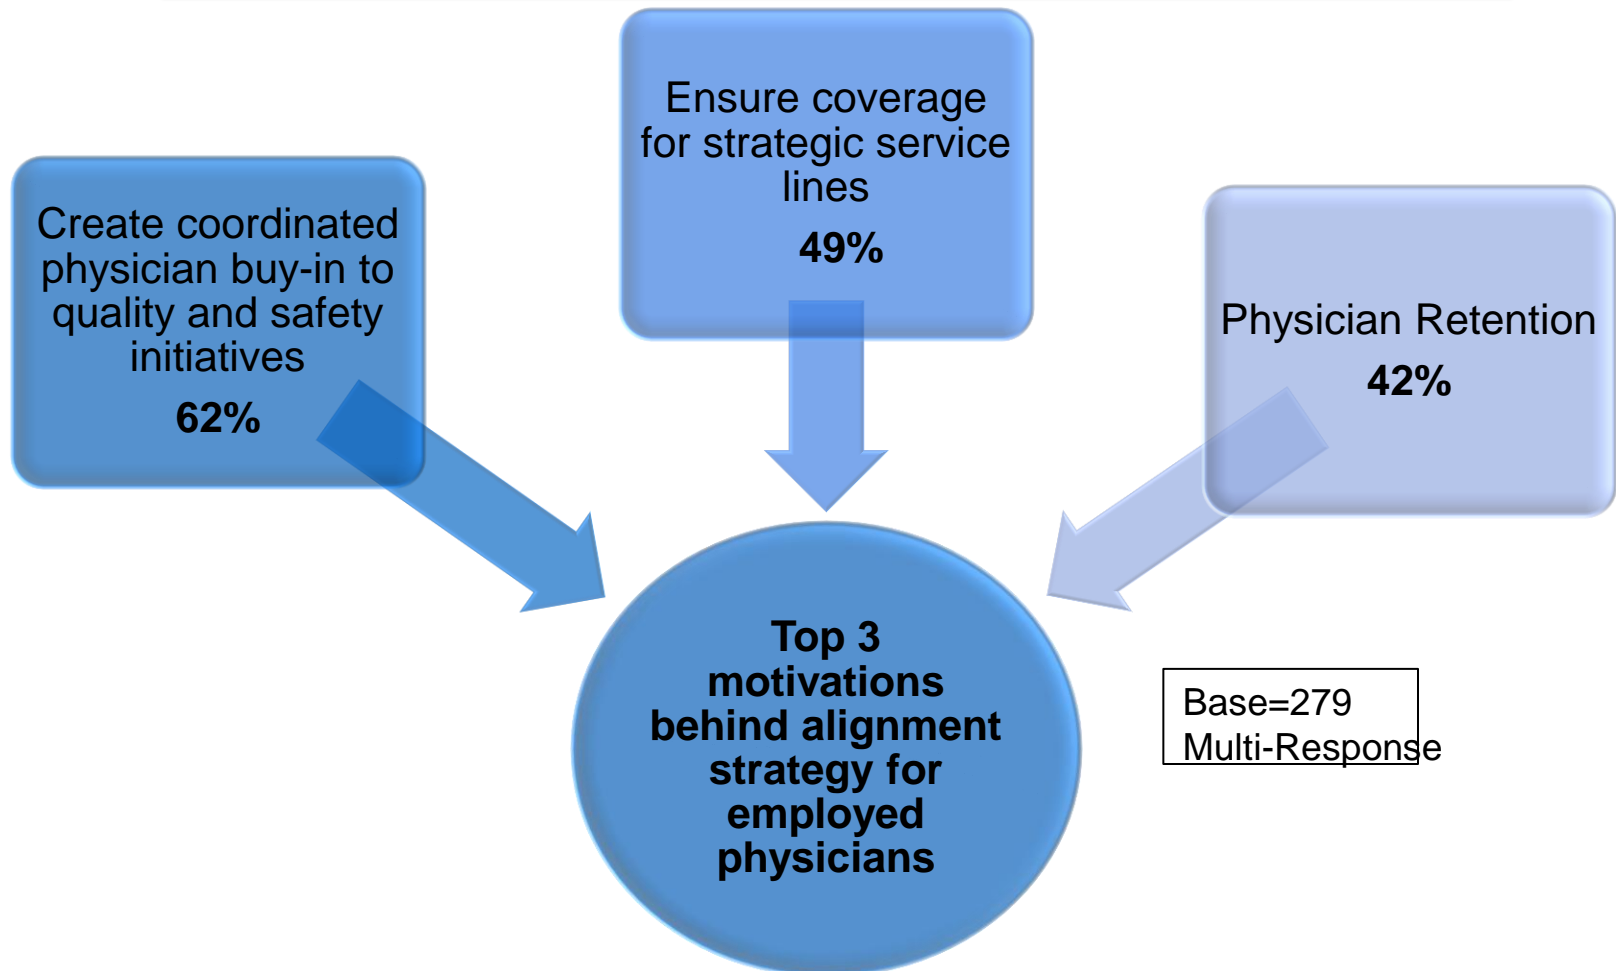 Create coordinated
physician buy-in to
quality and safety
initiatives
62%
Ensure coverage
for strategic service
lines
49%
Physician Retention
42%
Top 3
motivations
behind alignment
strategy for
employed
physicians
Base=279
Multi-Response